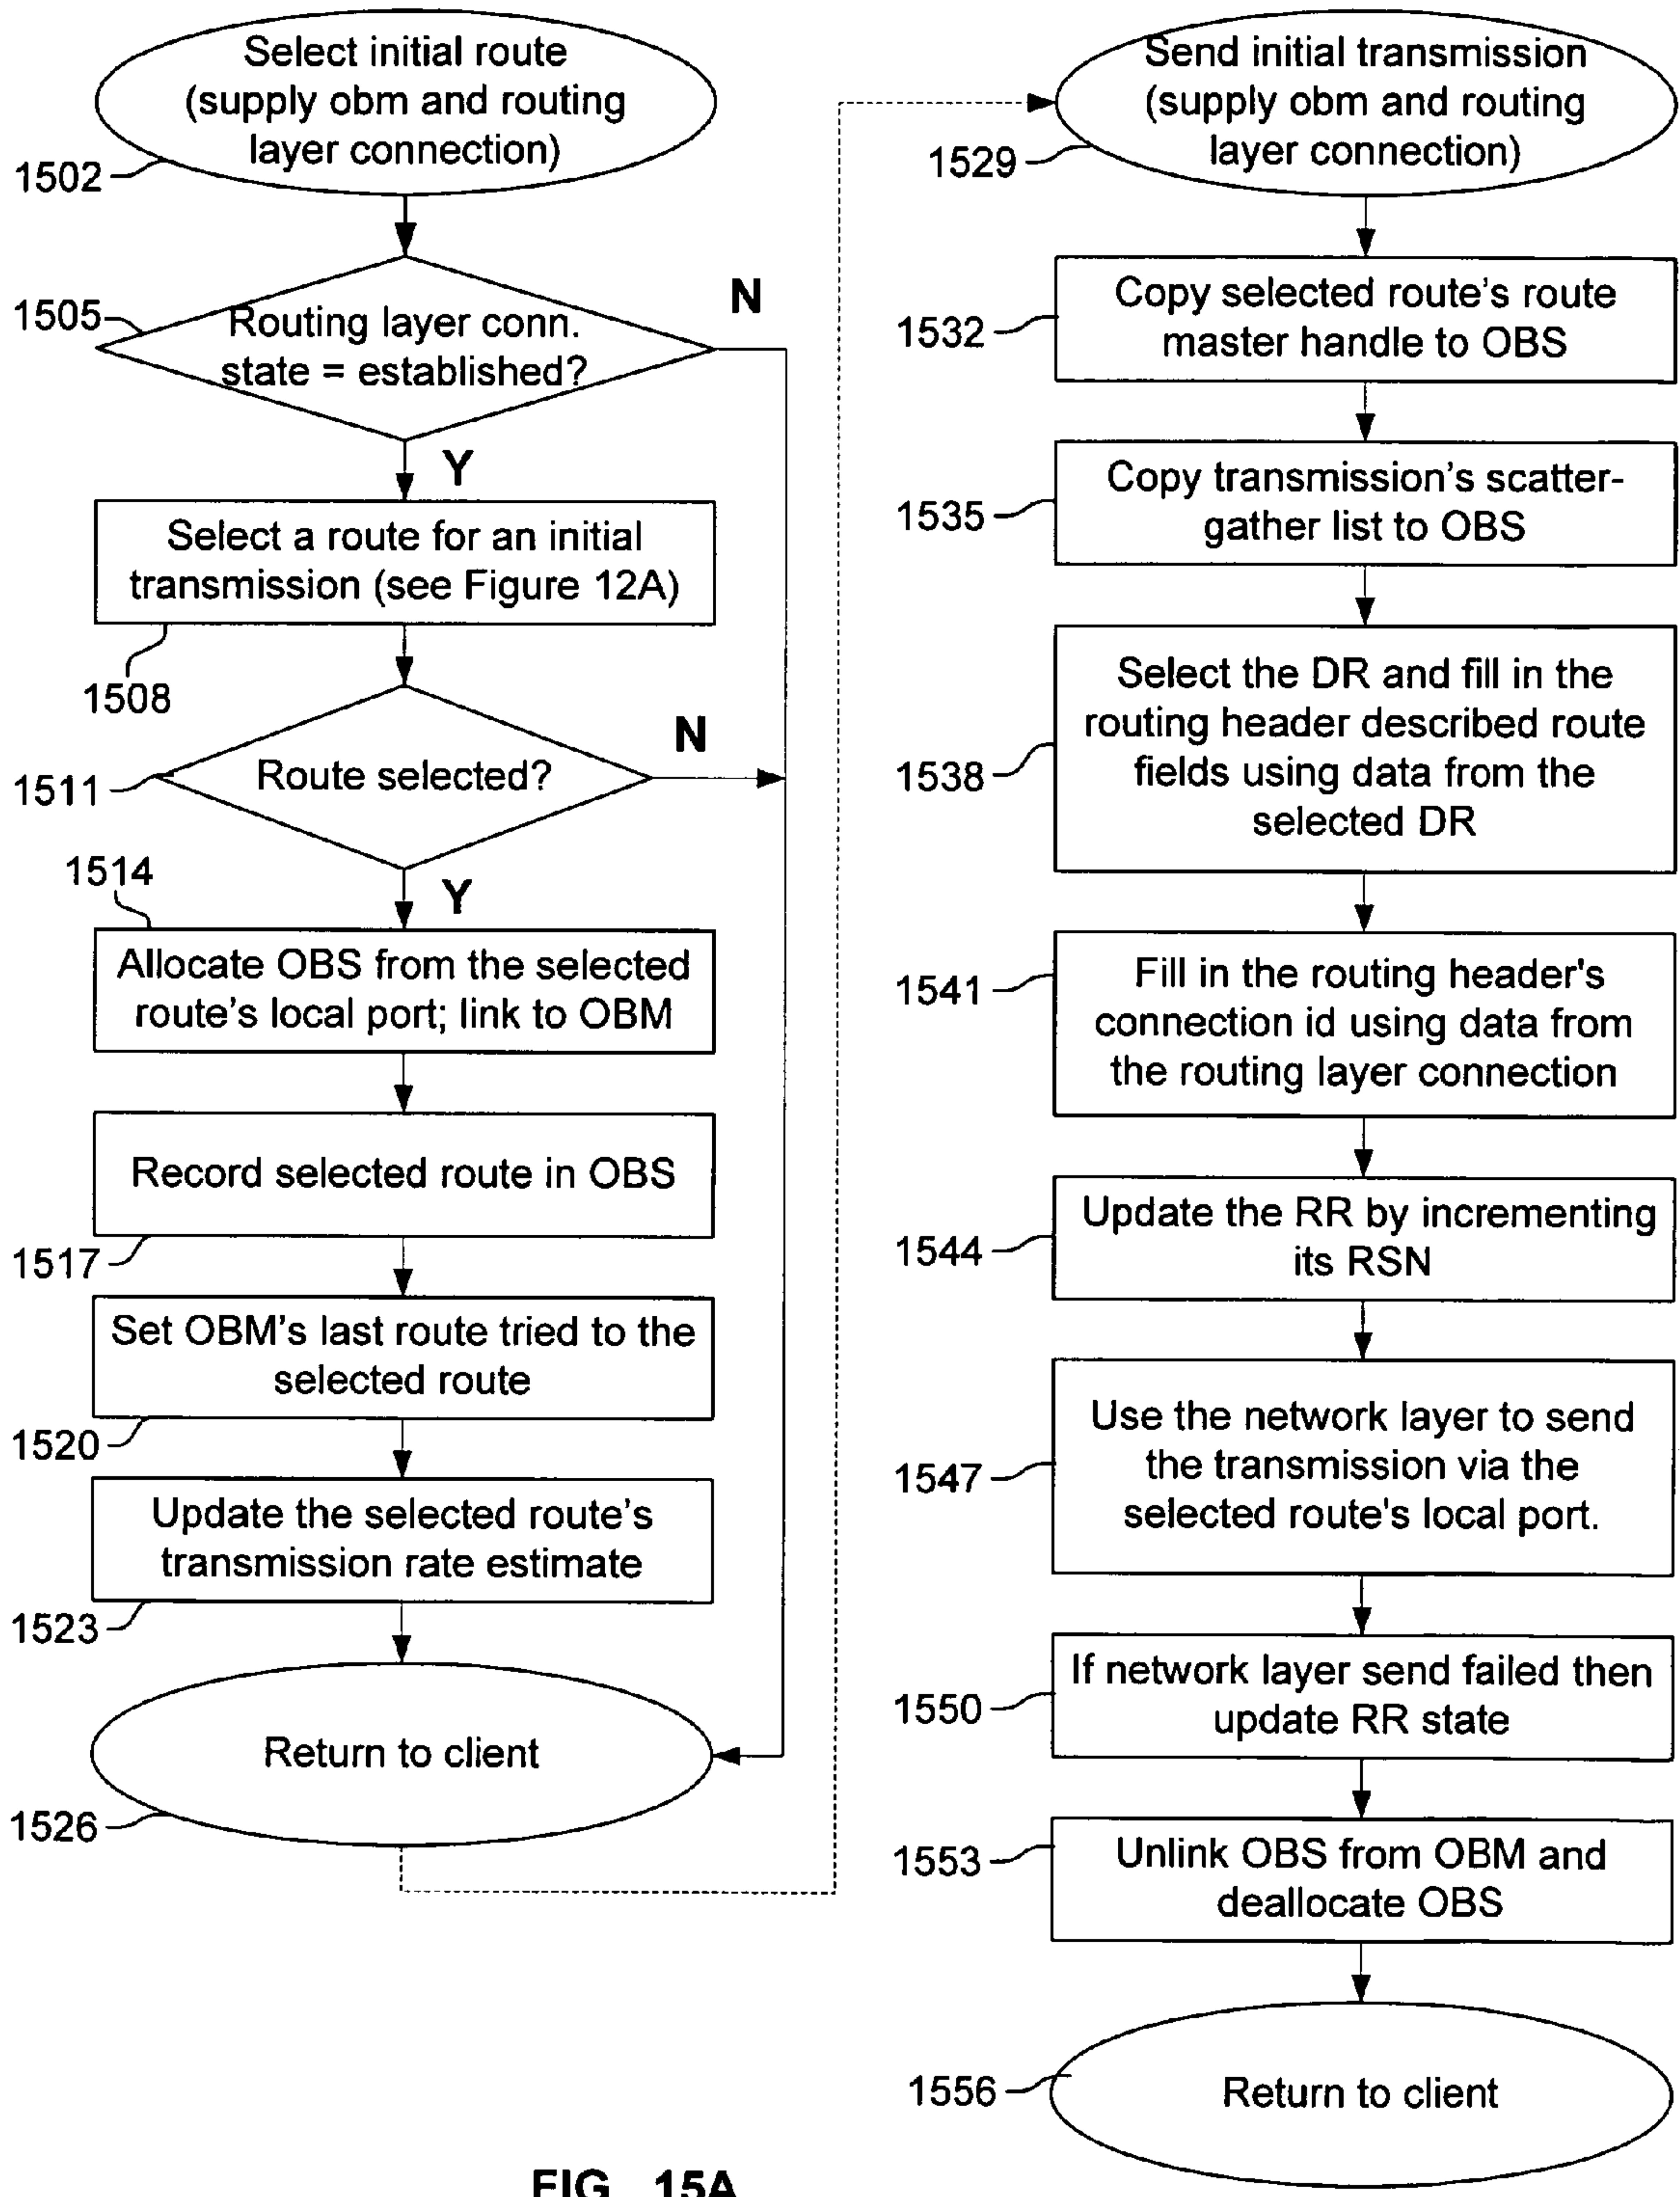 Select initial route
(supply obm and routing
layer connection)
1502
1505
Routing layer conn.
state = established?
N
Y
Select a route for an initial
transmission (see Figure 12A)
1508
Route selected?
N
1511
1514
Y
Allocate OBS from the selected
route's local port; link to OBM
Record selected route in OBS
1517
Set OBM's last route tried to the
selected route
1520
Update the selected route's
transmission rate estimate
1523
Return to client
1526
Send initial transmission
(supply obm and routing
layer connection)
1529
Copy selected route's route
master handle to OBS
1532
Copy transmission's scatter-
gather list to OBS
1535
Select the DR and fill in the
routing header described route
fields using data from the
selected DR
1538
Fill in the routing header's
connection id using data from
the routing layer connection
1541
Update the RR by incrementing
its RSN
1544
Use the network layer to send
the transmission via the
selected route's local port.
1547
If network layer send failed then
update RR state
1550
Unlink OBS from OBM and
deallocate OBS
1553
Return to client
1556
FIG. 15A